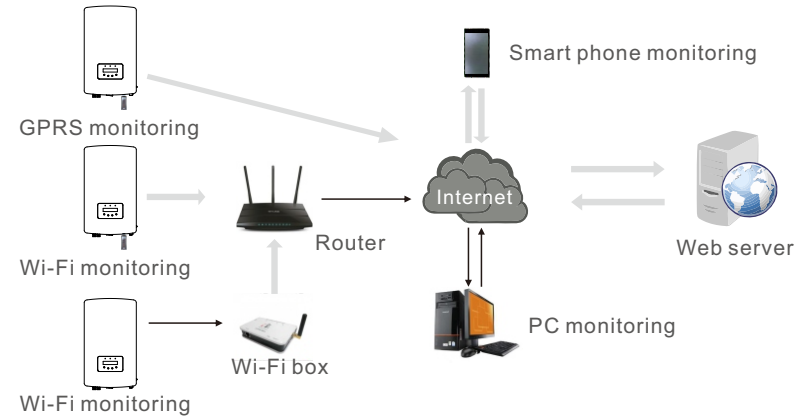 Smart phone monitoring
GPRS monitoring
Internet
Router
Web server
Wi-Fi monitoring
PC monitoring
Wi-Fi box
Wi-Fi monitoring